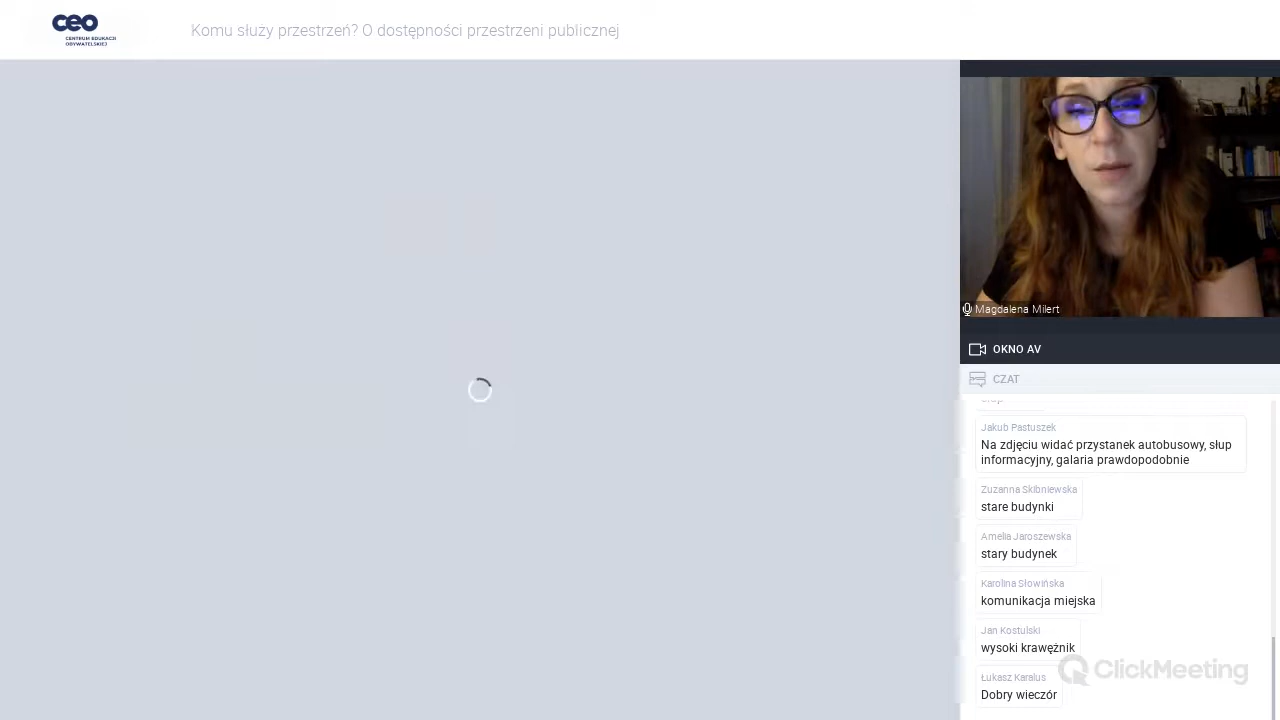 ceo
CENTRUM EDUKACJI
OBYWATELSKIEJ
Komu służy przestrzeń? O dostępności przestrzeni publicznej
Magdalena Milert
OKNO AV
CZAT
Jakub Pastuszek
Na zdjęciu widać przystanek autobusowy, słup
informacyjny, galaria prawdopodobnie
Zuzanna Skibniewska
stare budynki
Amelia Jaroszewska
stary budynek
Karolina Słowińska
komunikacja miejska
Jan Kostulski
wysoki krawężnik
Łukasz Karalus
Dobry wieczór
ClickMeeting